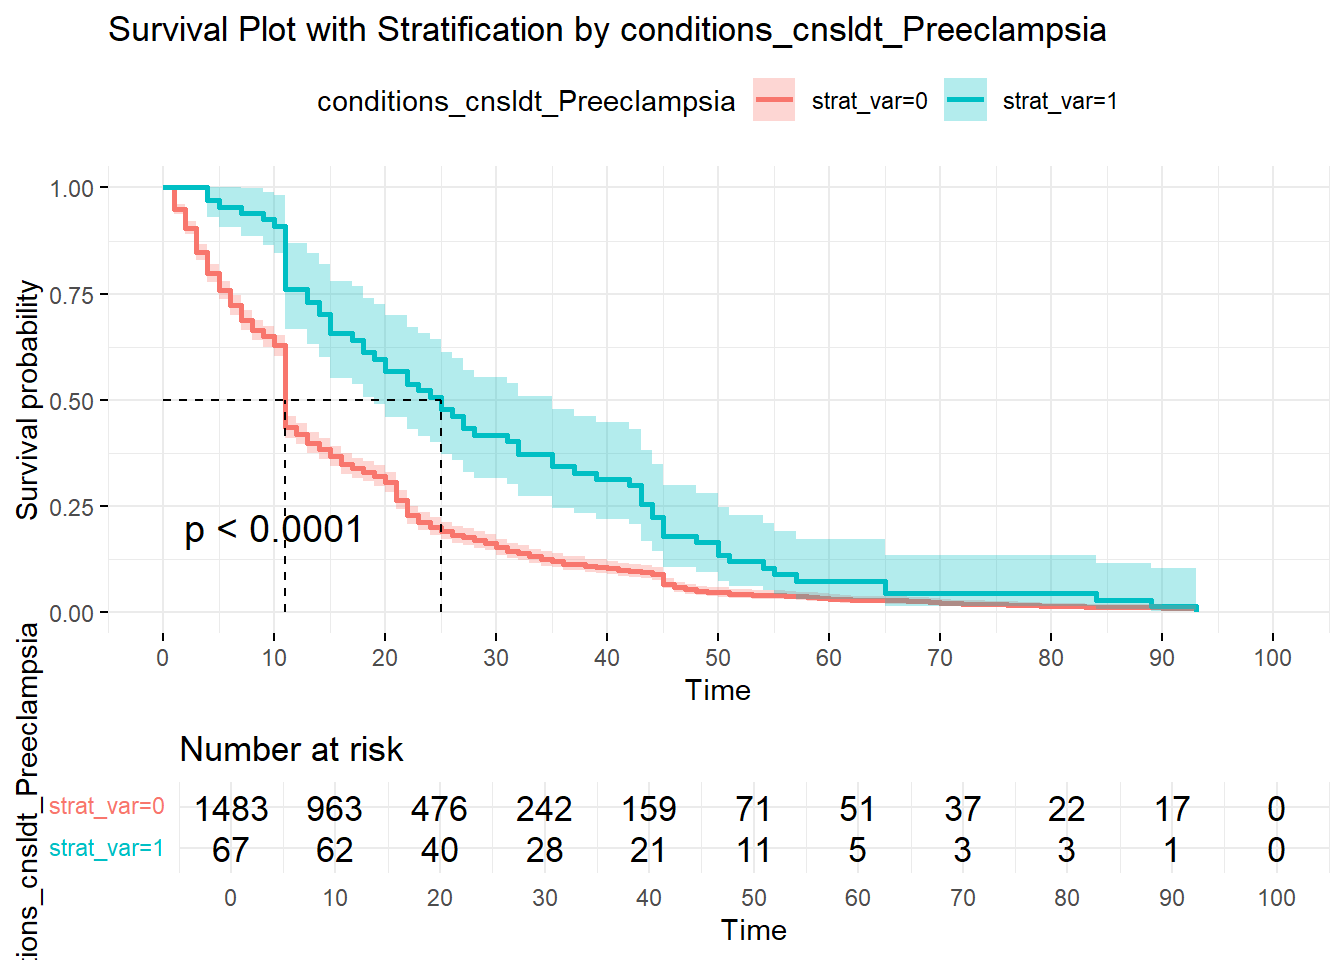 Survival Plot with Stratification by conditions_cnsldt_Preeclampsia
conditions_cnsldt_Preeclampsia strat_var=0 strat_var=1
Survival probability
1.00
0.75
0.50
0.25
0.00
p < 0.0001
0 10 20 30 40 50 60 70 80 90 100
Time
Number at risk
tions_cnsldt_Preeclampsia
strat_var=0 1483 963 476 242 159 71 51 37 22 17 0
strat_var=1 67 62 40 28 21 11 5 3 3 1 0
0 10 20 30 40 50 60 70 80 90 100
Time